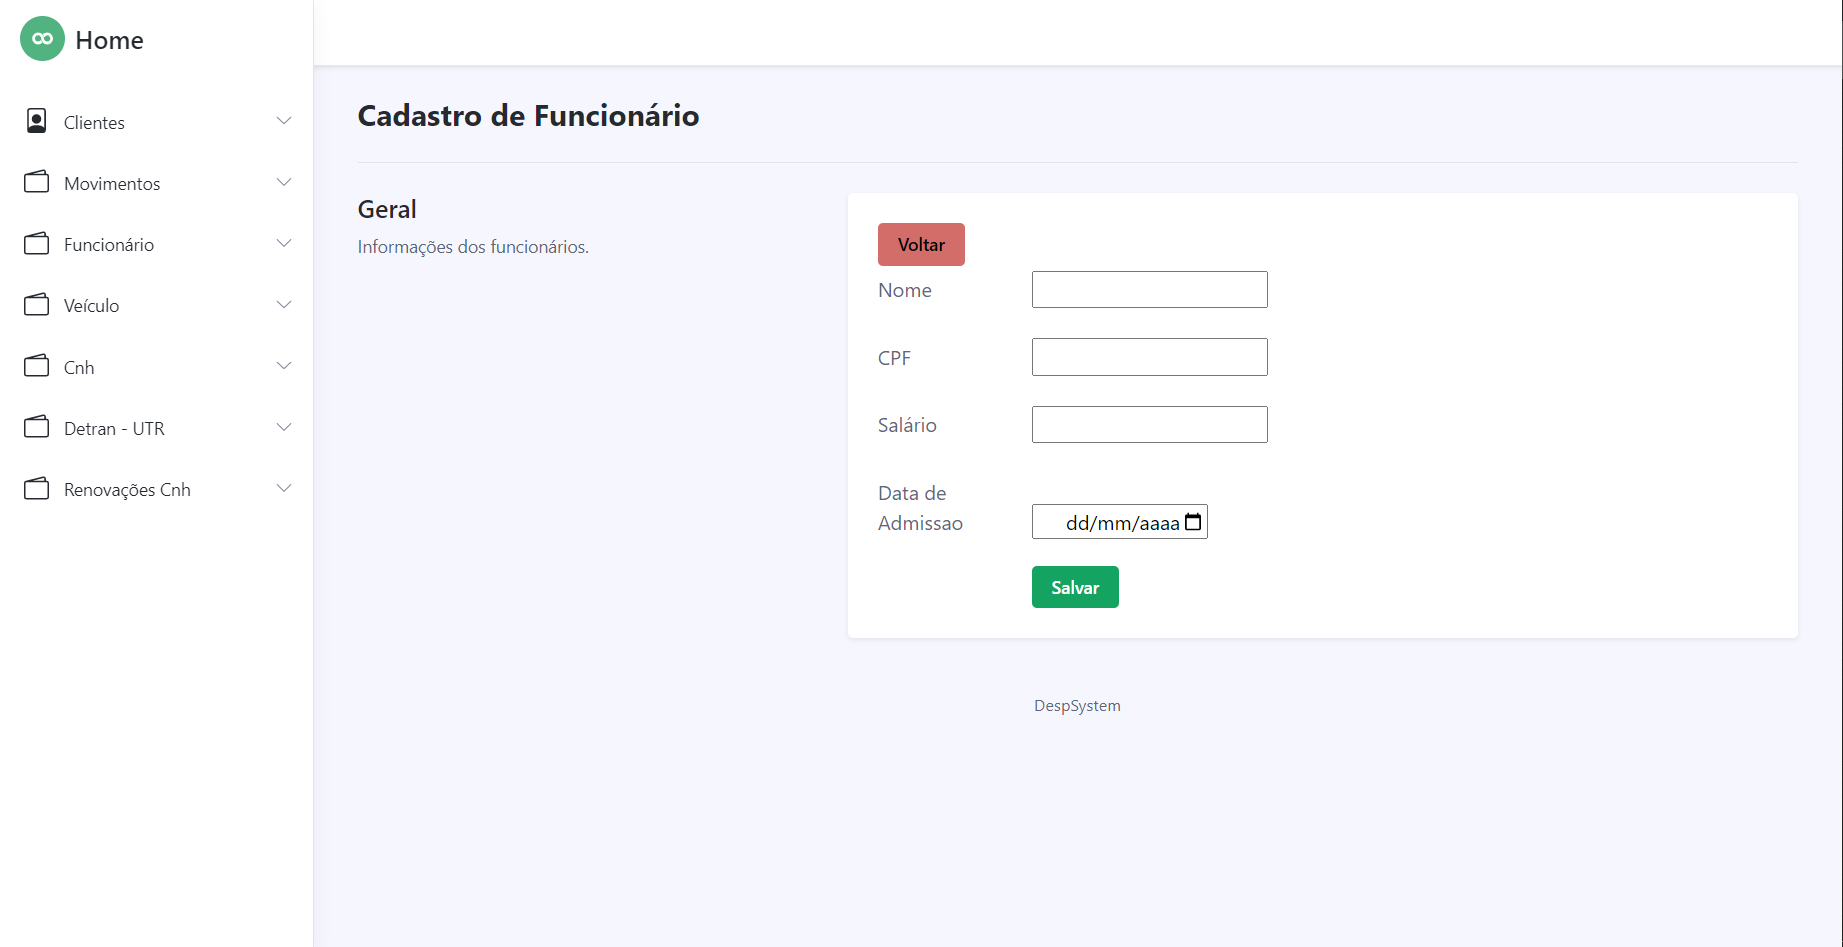 Home
Clientes
Movimentos
Funcionário
Veículo
Cnh
Detran - UTR
Renovações Cnh
Cadastro de Funcionário
Geral
Informações dos funcionários.
Voltar
Nome
CPF
Salário
Data de
Admissao
dd/mm/aaaa
Salvar
DespSystem